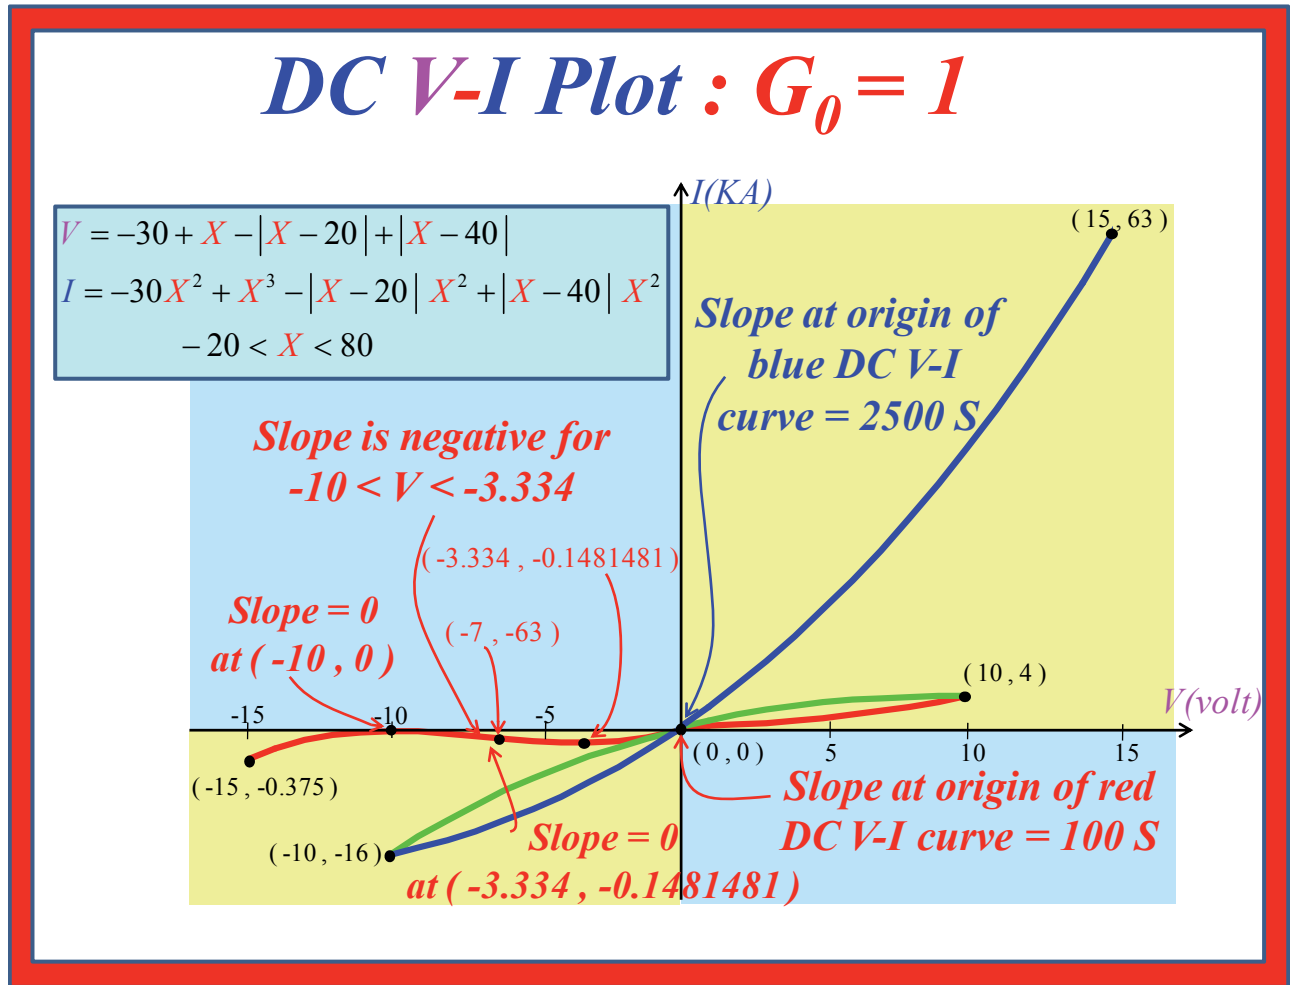 DC V-I Plot : G₀ = 1
I(KA)
V = −30 + X − |X − 20| + |X − 40|
I = −30X² + X³ − |X − 20| X² + |X − 40| X²
− 20 < X < 80
( 15 , 63 )
Slope at origin of
blue DC V-I
curve = 2500 S
Slope is negative for
-10 < V < -3.334
( -3.334 , -0.1481481 )
Slope = 0
at ( -10 , 0 )
( -7 , -63 )
( 10 , 4 )
V(volt)
-15 -10 -5 5 10 15
( 0 , 0 )
( -15 , -0.375 )
Slope at origin of red
DC V-I curve = 100 S
( -10 , -16 )
Slope = 0
at ( -3.334 , -0.1481481 )